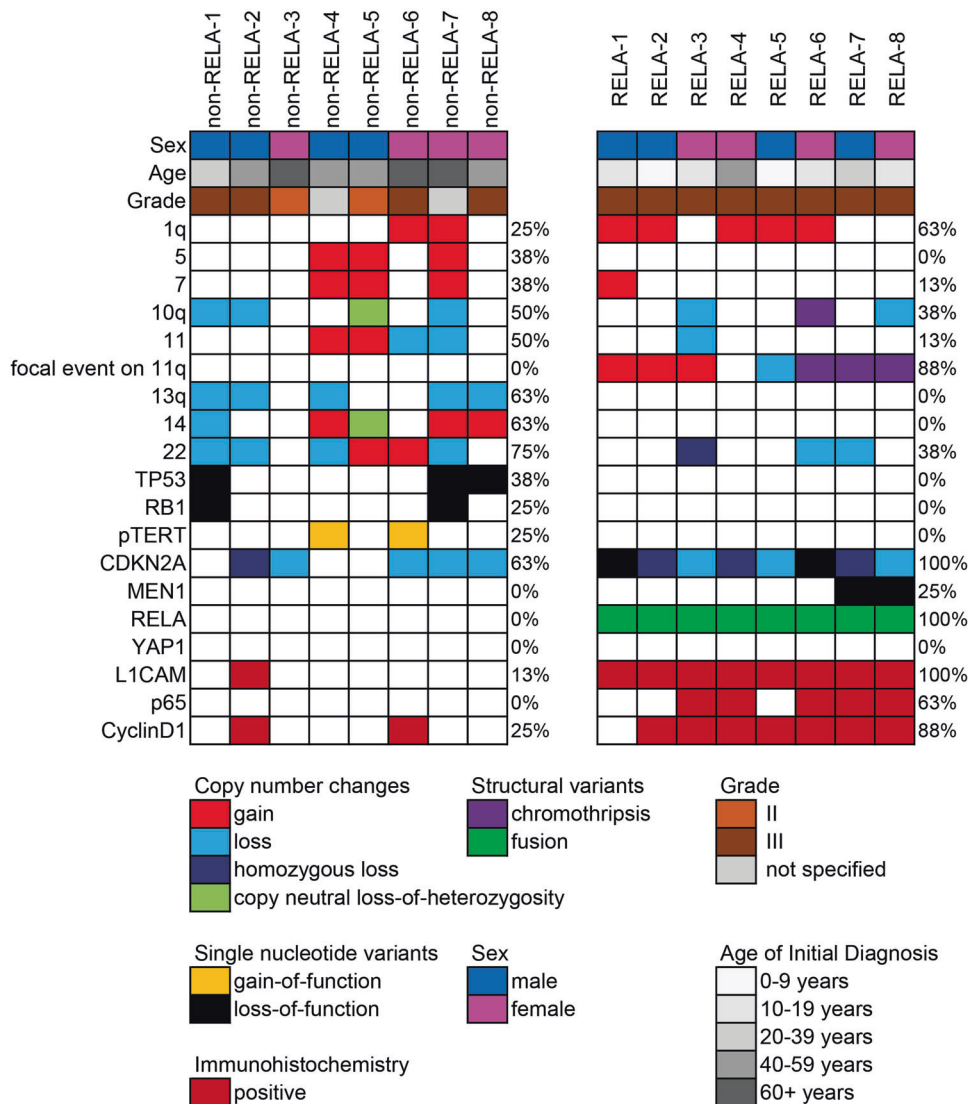 non-RELA-1 non-RELA-2 non-RELA-3 non-RELA-4 non-RELA-5 non-RELA-6 non-RELA-7 non-RELA-8 RELA-1 RELA-2 RELA-3 RELA-4 RELA-5 RELA-6 RELA-7 RELA-8
Sex
Age
Grade
1q 25% 63%
5 38% 0%
7 38% 13%
10q 50% 38%
11 50% 13%
focal event on 11q 0% 88%
13q 63% 0%
14 63% 0%
22 75% 38%
TP53 38% 0%
RB1 25% 0%
pTERT 25% 0%
CDKN2A 63% 100%
MEN1 0% 25%
RELA 0% 100%
YAP1 0% 0%
L1CAM 13% 100%
p65 0% 63%
CyclinD1 25% 88%
Copy number changes
gain
loss
homozygous loss
copy neutral loss-of-heterozygosity
Structural variants
chromothripsis
fusion
Grade
II
III
not specified
Single nucleotide variants
gain-of-function
loss-of-function
Sex
male
female
Age of Initial Diagnosis
0-9 years
10-19 years
20-39 years
40-59 years
60+ years
Immunohistochemistry
positive